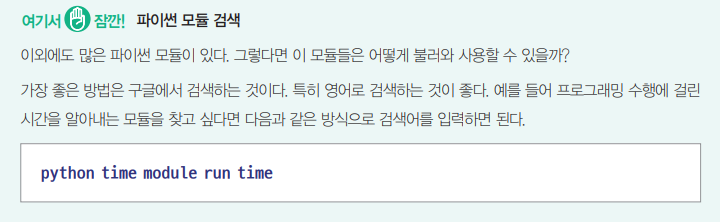 여기서 잠깐! 파이썬 모듈 검색
이외에도 많은 파이썬 모듈이 있다. 그렇다면 이 모듈들은 어떻게 불러와 사용할 수 있을까?
가장 좋은 방법은 구글에서 검색하는 것이다. 특히 영어로 검색하는 것이 좋다. 예를 들어 프로그래밍 수행에 걸린
시간을 알아내는 모듈을 찾고 싶다면 다음과 같은 방식으로 검색어를 입력하면 된다.
python time module run time